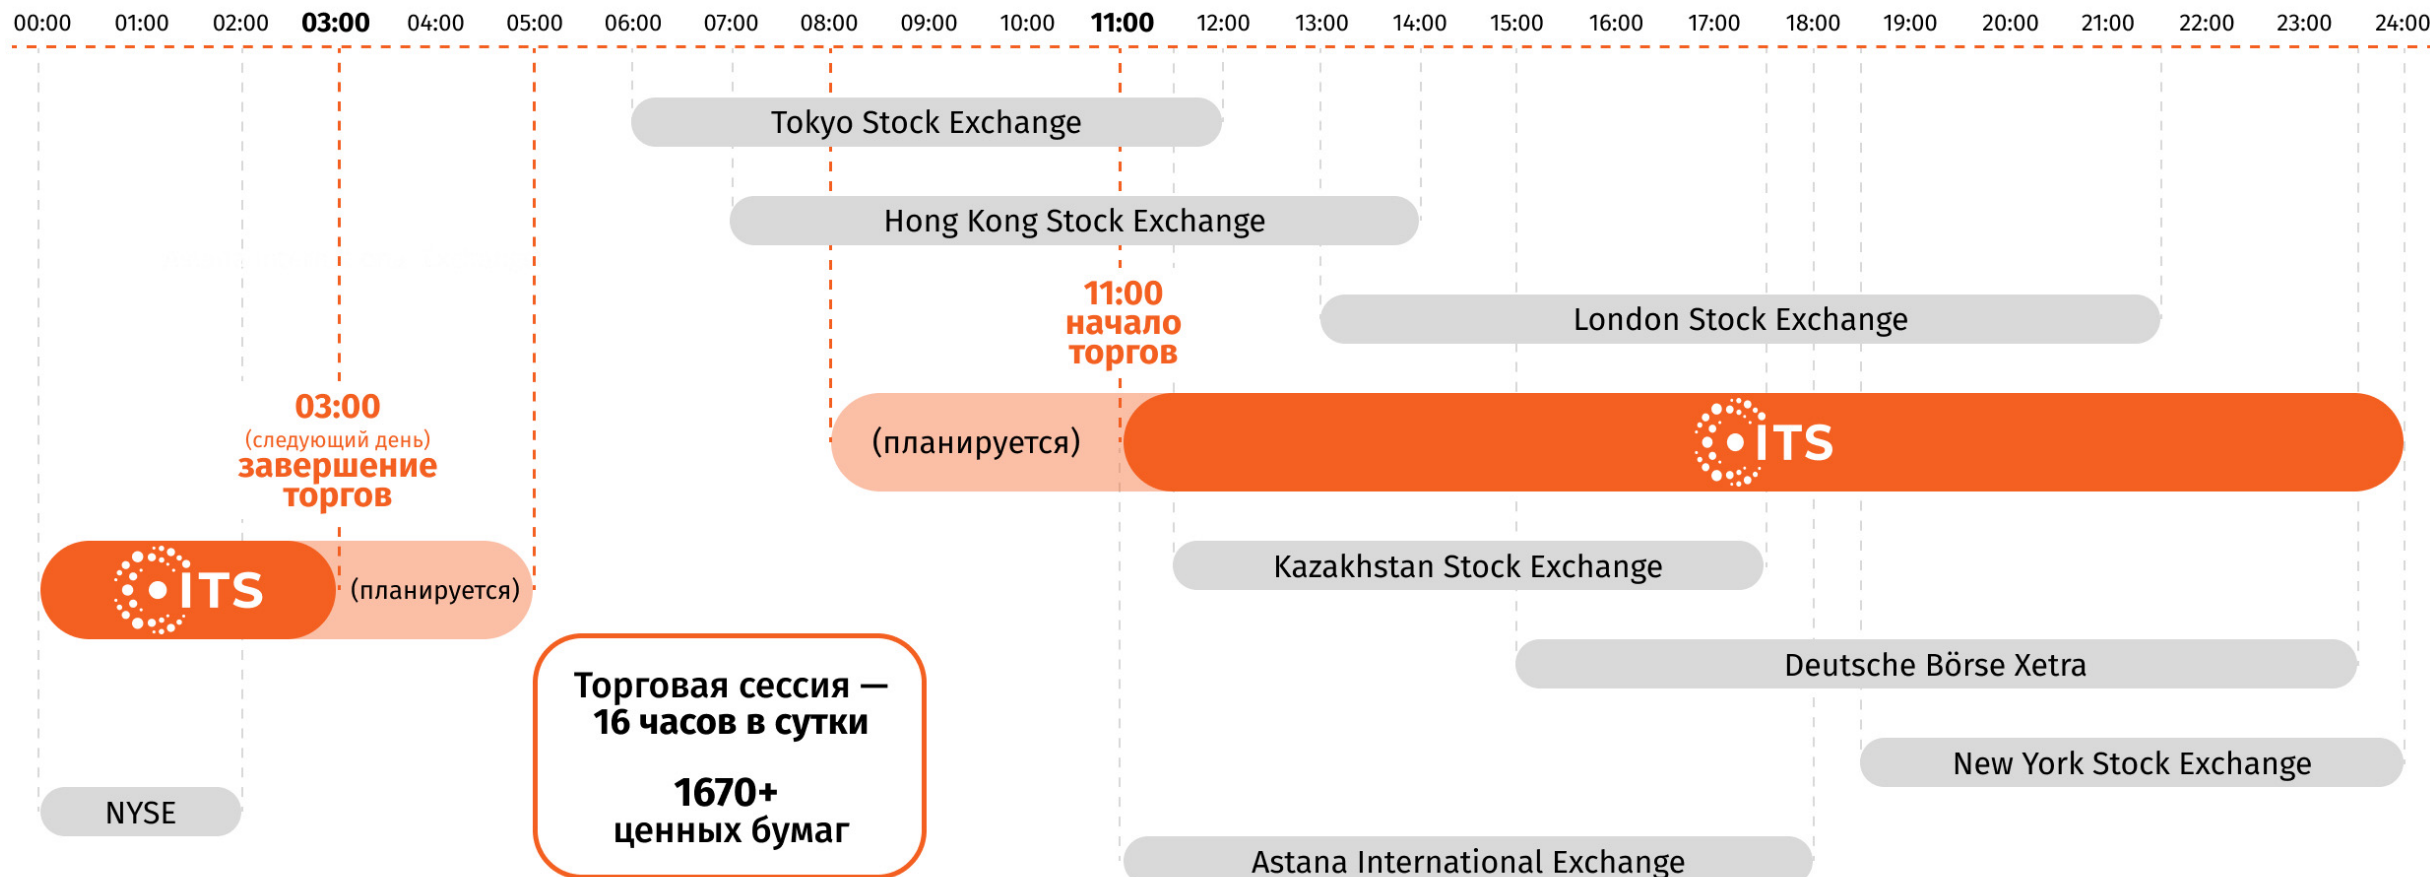 00:00 01:00 02:00 03:00 04:00 05:00 06:00 07:00 08:00 09:00 10:00 11:00 12:00 13:00 14:00 15:00 16:00 17:00 18:00 19:00 20:00 21:00 22:00 23:00 24:00
Tokyo Stock Exchange
Hong Kong Stock Exchange
11:00
начало
торгов
London Stock Exchange
03:00
(следующий день)
завершение
торгов
(планируется)
ITS
ITS
(планируется)
Kazakhstan Stock Exchange
Торговая сессия —
16 часов в сутки
1670+
ценных бумаг
Deutsche Börse Xetra
New York Stock Exchange
NYSE
Astana International Exchange